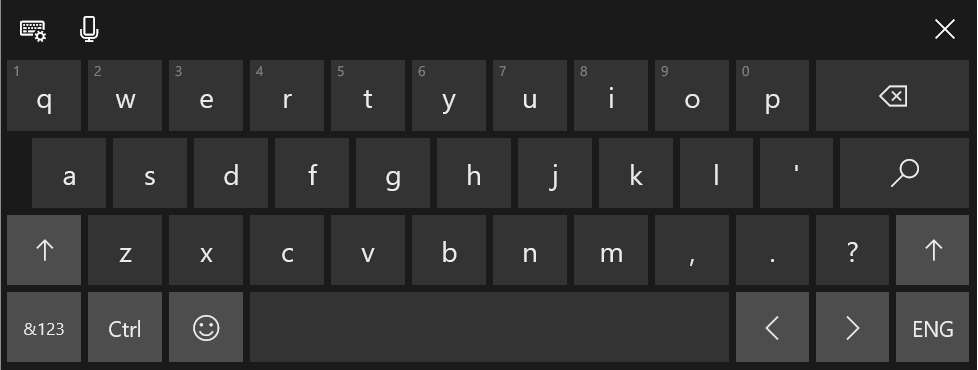 1 2 3 4 5 6 7 8 9 0
q w e r t y u i o p
a s d f g h j k l '
z x c v b n m , . ?
&123 Ctrl ENG